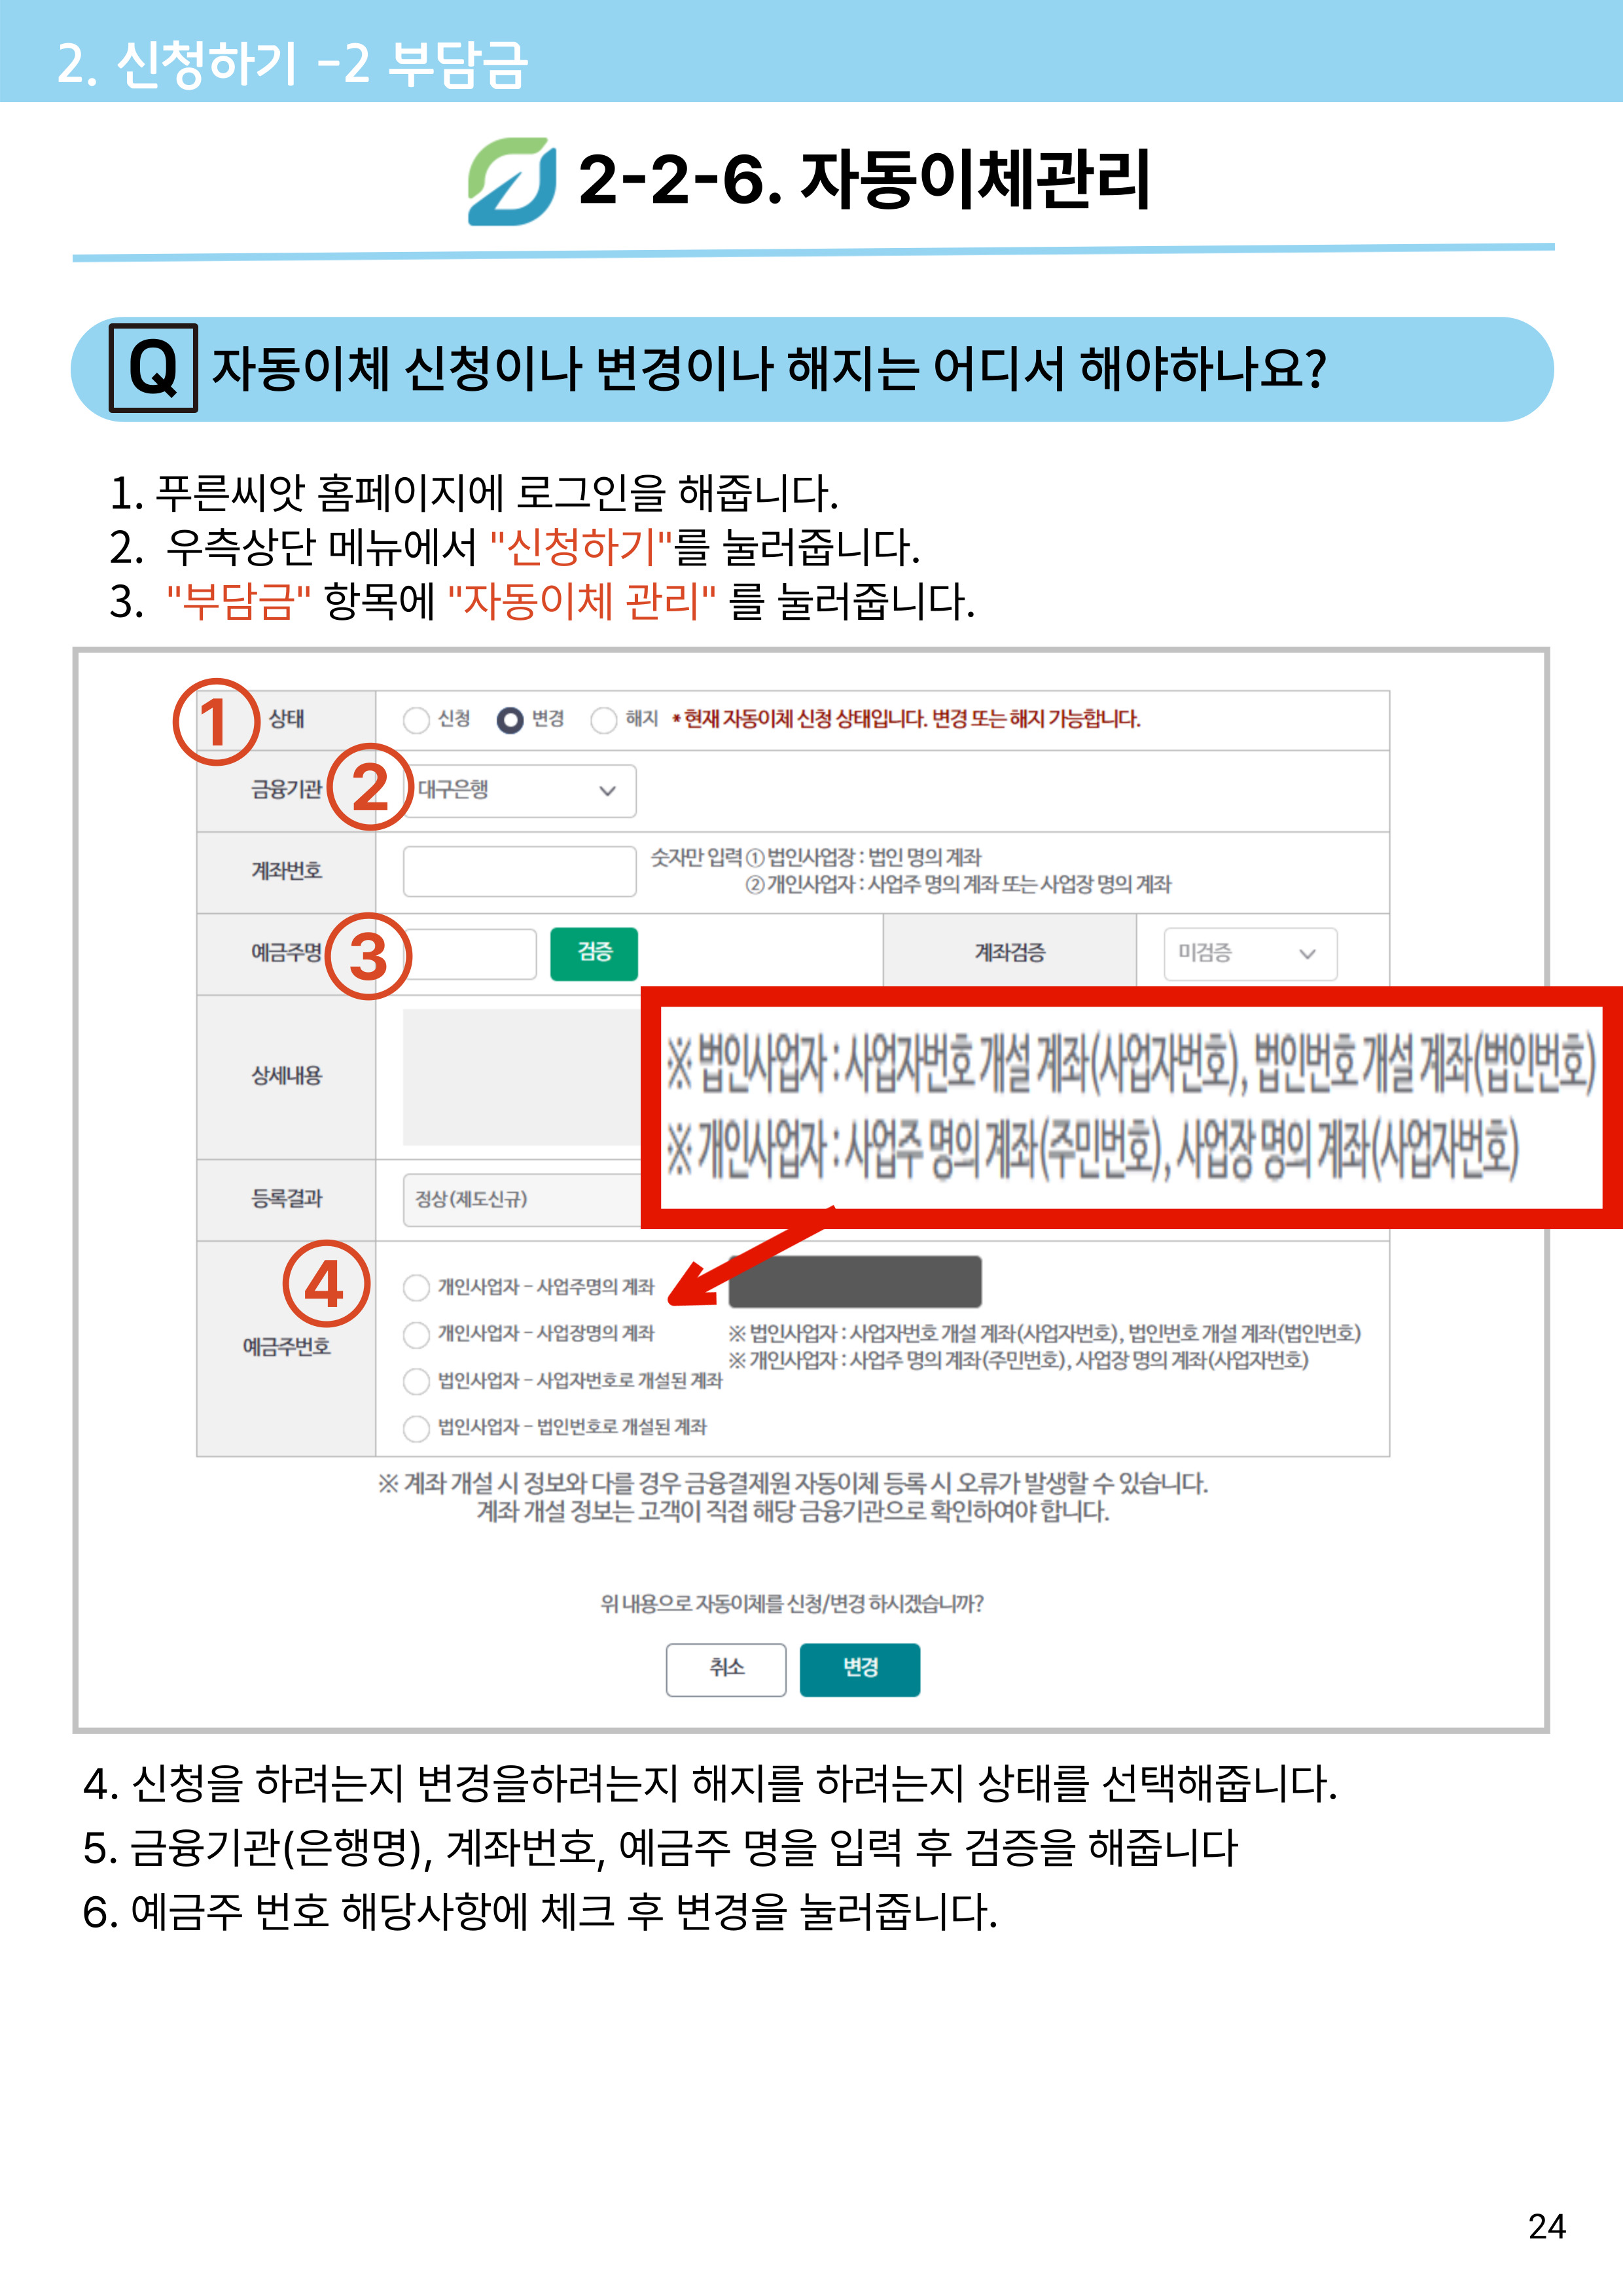 2. 신청하기 -2 부담금
2-2-6. 자동이체관리
Q 자동이체 신청이나 변경이나 해지는 어디서 해야하나요?
1. 푸른씨앗 홈페이지에 로그인을 해줍니다.
2. 우측상단 메뉴에서 "신청하기"를 눌러줍니다.
3. "부담금" 항목에 "자동이체 관리" 를 눌러줍니다.
1 상태 신청 변경 해지 * 현재 자동이체 신청 상태입니다. 변경 또는 해지 가능합니다.
금융기관 2 대구은행
계좌번호 숫자만 입력 ① 법인사업장 : 법인 명의 계좌
② 개인사업자 : 사업주 명의 계좌 또는 사업장 명의 계좌
예금주명 3 검증 계좌검증 미검증
상세내용
※ 법인사업자 : 사업자번호 개설 계좌(사업자번호), 법인번호 개설 계좌(법인번호)
※ 개인사업자 : 사업주 명의 계좌(주민번호), 사업장 명의 계좌(사업자번호)
등록결과 정상(제도신규)
4
예금주번호
개인사업자 - 사업주명의 계좌
개인사업자 - 사업장명의 계좌
법인사업자 - 사업자번호로 개설된 계좌
법인사업자 - 법인번호로 개설된 계좌
※ 법인사업자 : 사업자번호 개설 계좌(사업자번호), 법인번호 개설 계좌(법인번호)
※ 개인사업자 : 사업주 명의 계좌(주민번호), 사업장 명의 계좌(사업자번호)
※ 계좌 개설 시 정보와 다를 경우 금융결제원 자동이체 등록 시 오류가 발생할 수 있습니다.
계좌 개설 정보는 고객이 직접 해당 금융기관으로 확인하여야 합니다.
위 내용으로 자동이체를 신청/변경 하시겠습니까?
취소 변경
4. 신청을 하려는지 변경을하려는지 해지를 하려는지 상태를 선택해줍니다.
5. 금융기관(은행명), 계좌번호, 예금주 명을 입력 후 검증을 해줍니다
6. 예금주 번호 해당사항에 체크 후 변경을 눌러줍니다.
24